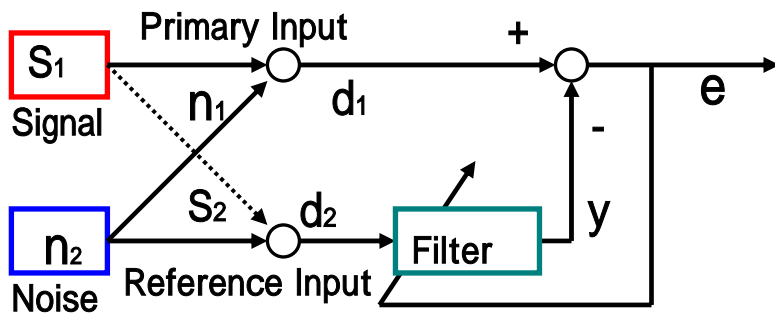 Primary Input
+
S1
n1
d1
e
Signal
-
S2
d2
y
n2
Filter
Reference Input
Noise